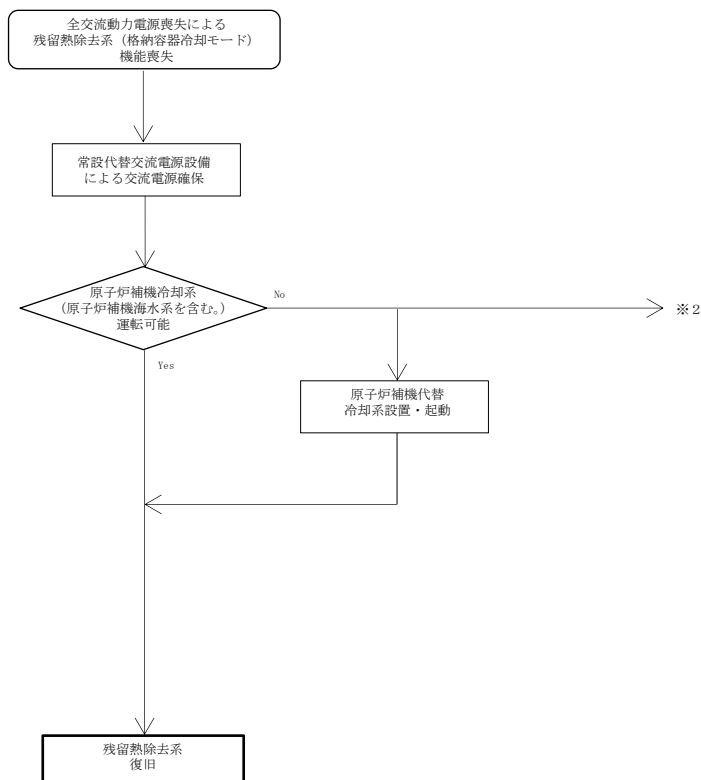 全交流動力電源喪失による
残留熱除去系（格納容器冷却モード）
機能喪失
常設代替交流電源設備
による交流電源確保
原子炉補機冷却系
（原子炉補機海水系を含む。）
運転可能
No
※２
Yes
原子炉補機代替
冷却系設置・起動
残留熱除去系
復旧